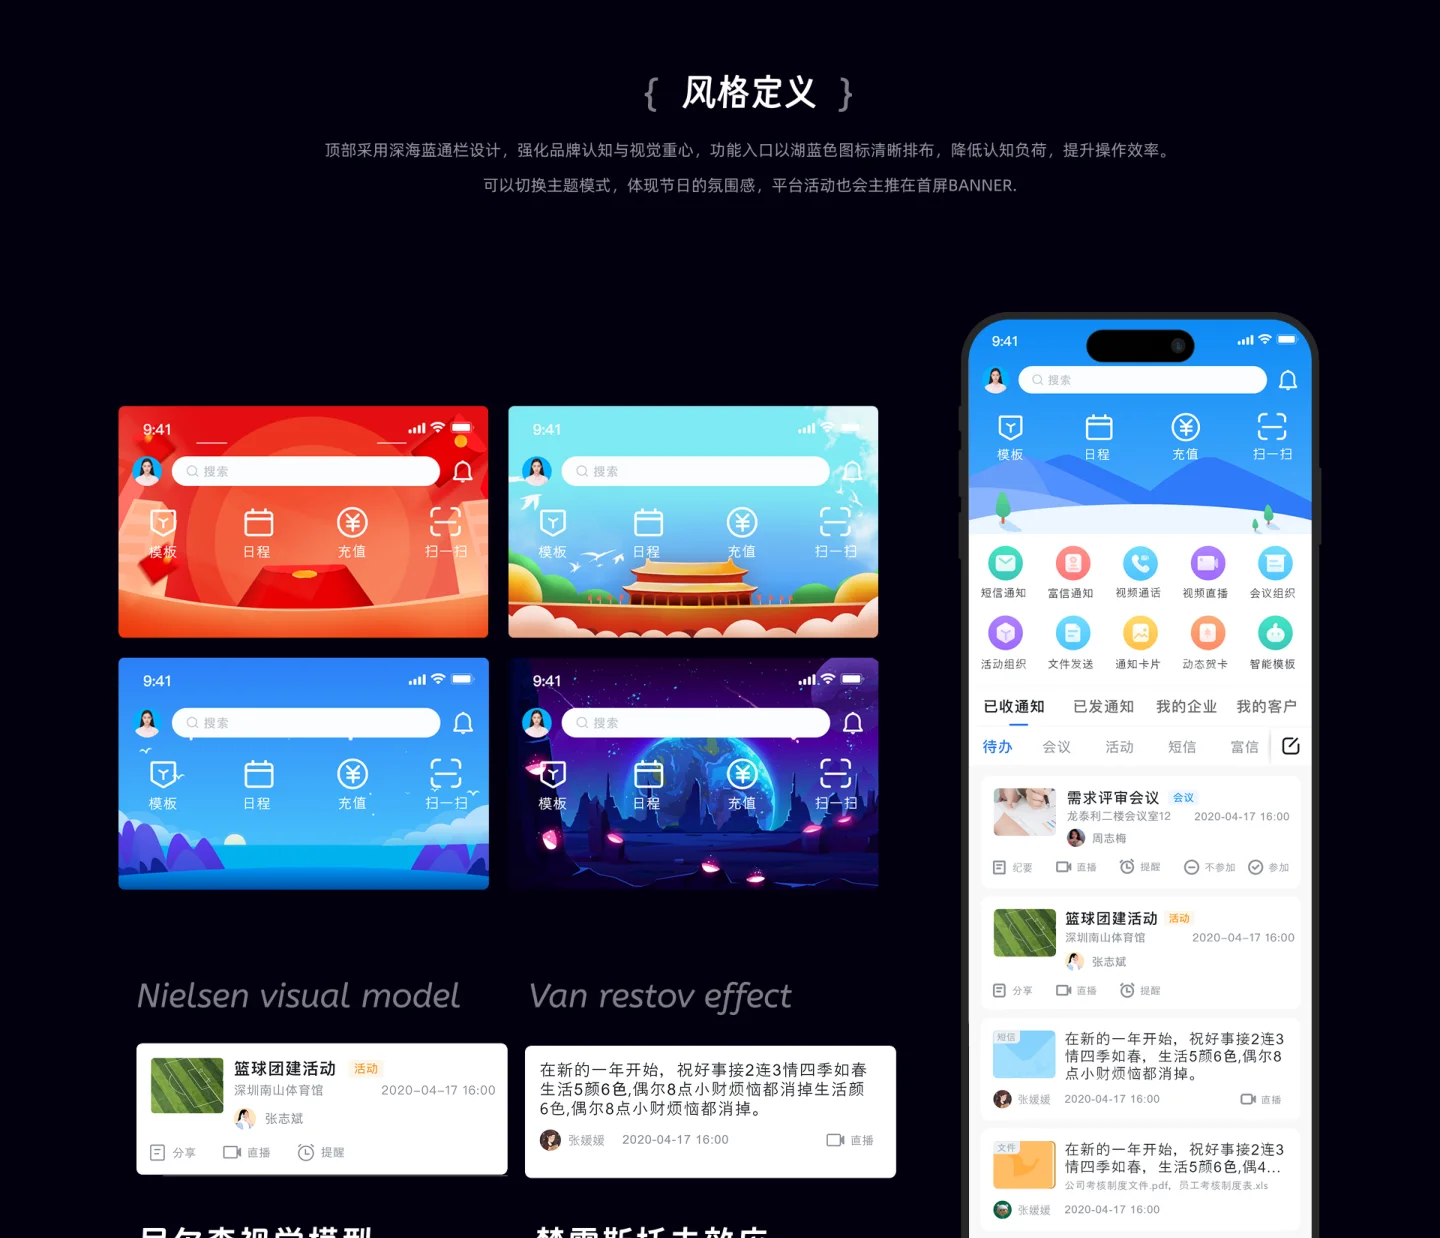 { 风格定义 }
顶部采用深海蓝通栏设计，强化品牌认知与视觉重心，功能入口以湖蓝色图标清晰排布，降低认知负荷，提升操作效率。
可以切换主题模式，体现节日的氛围感，平台活动也会主推在首屏BANNER.
9:41
搜索
模板 日程 充值 扫一扫
9:41
搜索
模板 日程 充值 扫一扫
9:41
搜索
模板 日程 充值 扫一扫
9:41
搜索
模板 日程 充值 扫一扫
Nielsen visual model
篮球团建活动 活动
深圳南山体育馆 2020-04-17 16:00
张志斌
分享 直播 提醒
Van restov effect
在新的一年开始，祝好事接2连3情四季如春
生活5颜6色,偶尔8点小财烦恼都消掉生活颜
6色,偶尔8点小财烦恼都消掉。
张媛媛 2020-04-17 16:00 直播
9:41
搜索
模板 日程 充值 扫一扫
短信通知 富信通知 视频通话 视频直播 会议组织
活动组织 文件发送 通知卡片 动态贺卡 智能模板
已收通知 已发通知 我的企业 我的客户
待办 会议 活动 短信 富信
需求评审会议 会议
龙泰利二楼会议室12 2020-04-17 16:00
周志梅
纪要 直播 提醒 不参加 参加
篮球团建活动 活动
深圳南山体育馆 2020-04-17 16:00
张志斌
分享 直播 提醒
短信
在新的一年开始，祝好事接2连3
情四季如春，生活5颜6色,偶尔8
点小财烦恼都消掉。
张媛媛 2020-04-17 16:00 直播
文件
在新的一年开始，祝好事接2连3
情四季如春，生活5颜6色,偶4...
公司考核制度文件.pdf，员工考核制度表.xls
张媛媛 2020-04-17 16:00